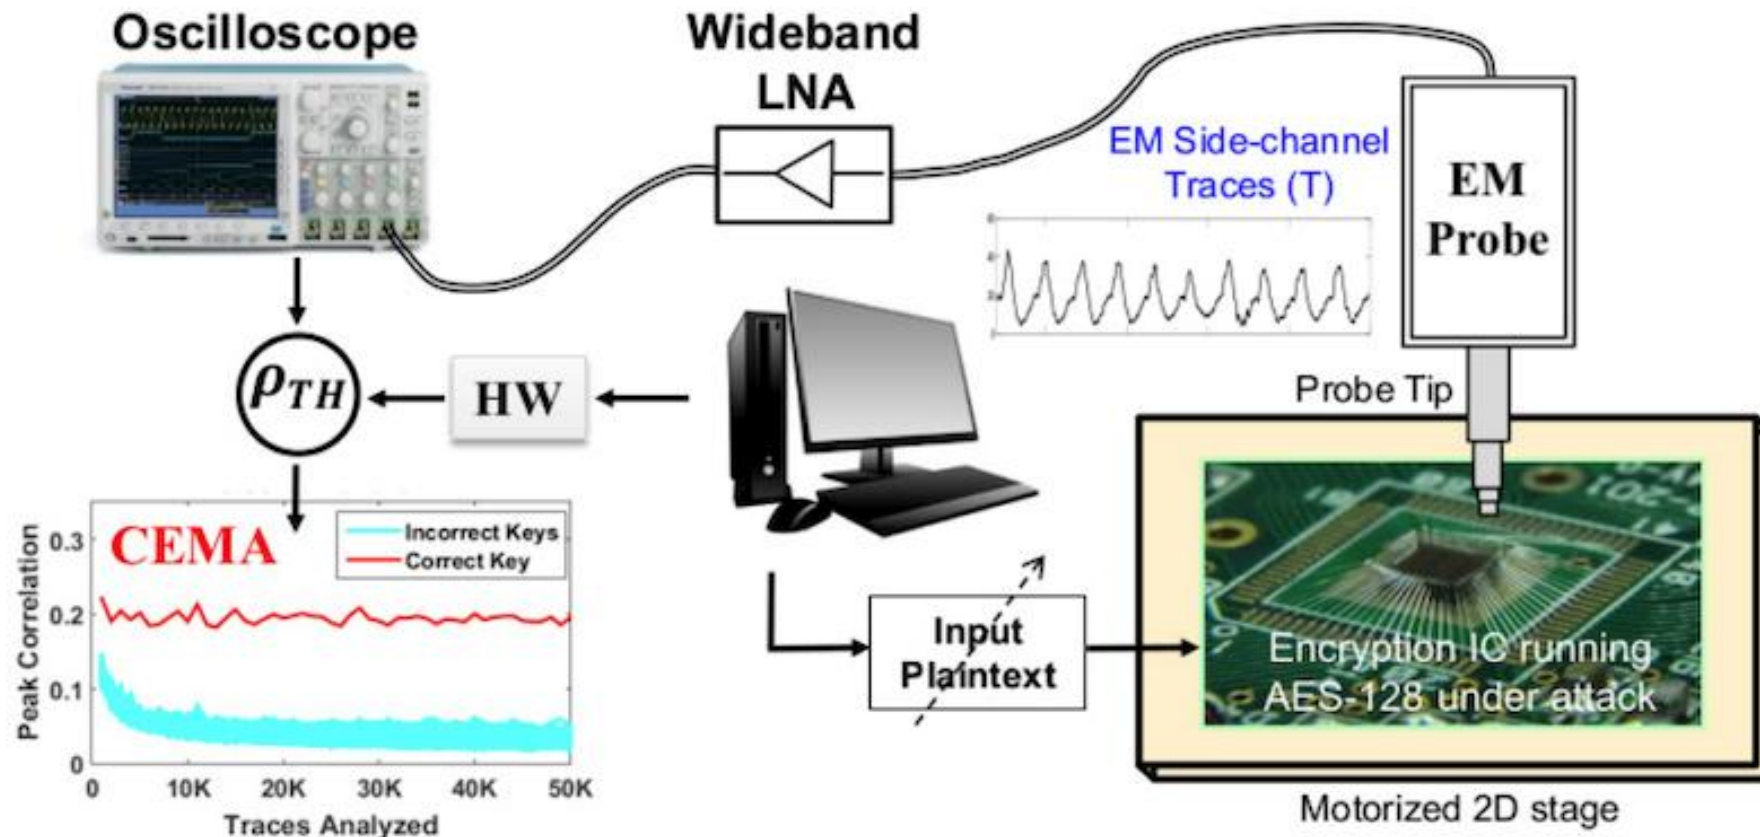 Oscilloscope
Wideband
LNA
EM Side-channel
Traces (T)
EM
Probe
Probe Tip
ρTH
HW
CEMA
Incorrect Keys
Correct Key
Peak Correlation
0.3
0.2
0.1
0
0
10K
20K
30K
40K
50K
Traces Analyzed
Input
Plaintext
Encryption IC running
AES-128 under attack
Motorized 2D stage